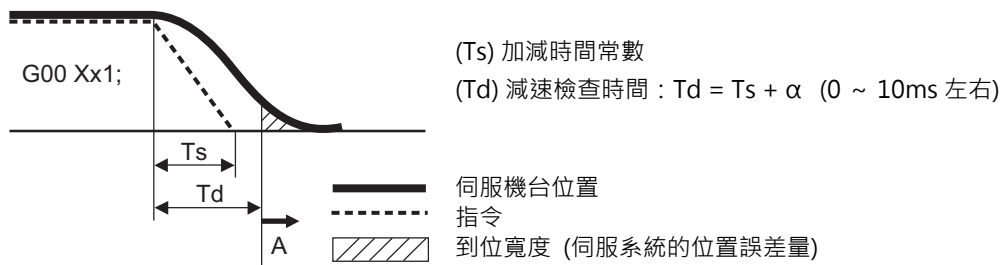 G00 Xx1;
(Ts) 加減時間常數
(Td) 減速檢查時間：Td = Ts + α (0 ~ 10ms 左右)
Ts
Td
A
伺服機台位置
指令
到位寬度 (伺服系統的位置誤差量)